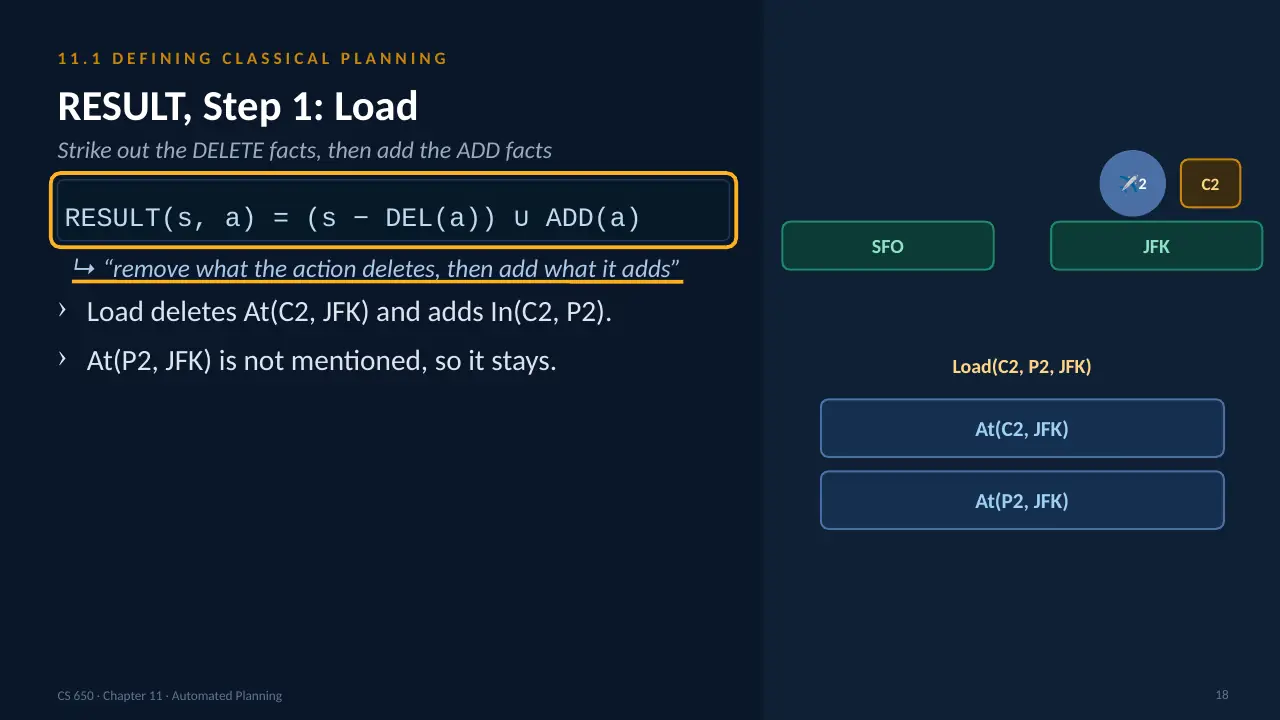 11.1 DEFINING CLASSICAL PLANNING
RESULT, Step 1: Load
Strike out the DELETE facts, then add the ADD facts
RESULT(s, a) = (s − DEL(a)) ∪ ADD(a)
↳ “remove what the action deletes, then add what it adds”
› Load deletes At(C2, JFK) and adds In(C2, P2).
› At(P2, JFK) is not mentioned, so it stays.
✈2
C2
SFO
JFK
Load(C2, P2, JFK)
At(C2, JFK)
At(P2, JFK)
CS 650 · Chapter 11 · Automated Planning
18